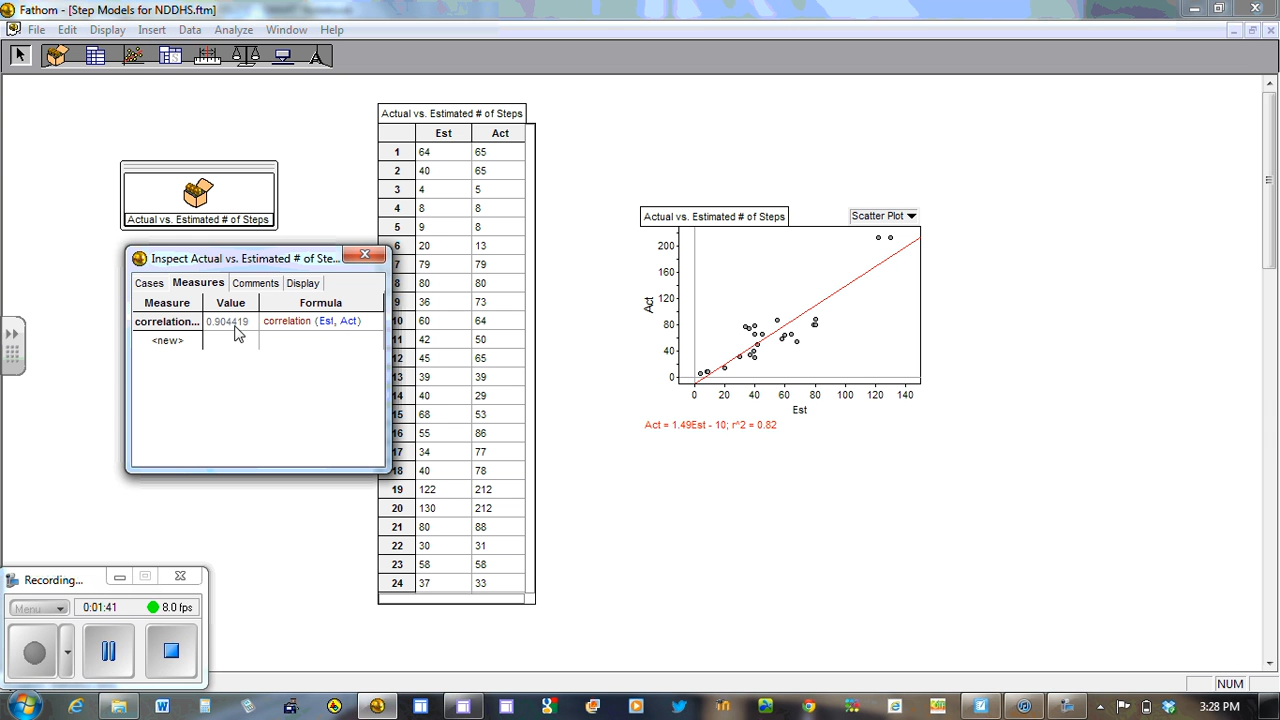 Fathom - [Step Models for NDDHS.ftm]
File Edit Display Insert Data Analyze Window Help
Actual vs. Estimated # of Steps
Est Act
1 64 65
2 40 65
3 4 5
4 8 8
5 9 8
6 20 13
7 79 79
8 80 80
9 36 73
10 60 64
11 42 50
12 45 65
13 39 39
14 40 29
15 68 53
16 55 86
17 34 77
18 40 78
19 122 212
20 130 212
21 80 88
22 30 31
23 58 58
24 37 33
Actual vs. Estimated # of Steps
Inspect Actual vs. Estimated # of Ste...
Cases Measures Comments Display
Measure Value Formula
correlation... 0.904419 correlation (Est, Act)
<new>
Actual vs. Estimated # of Steps Scatter Plot
Act
200
160
120
80
40
0
0 20 40 60 80 100 120 140
Est
Act = 1.49Est - 10; r^2 = 0.82
Recording...
Menu 0:01:41 8.0 fps
NUM
3:28 PM